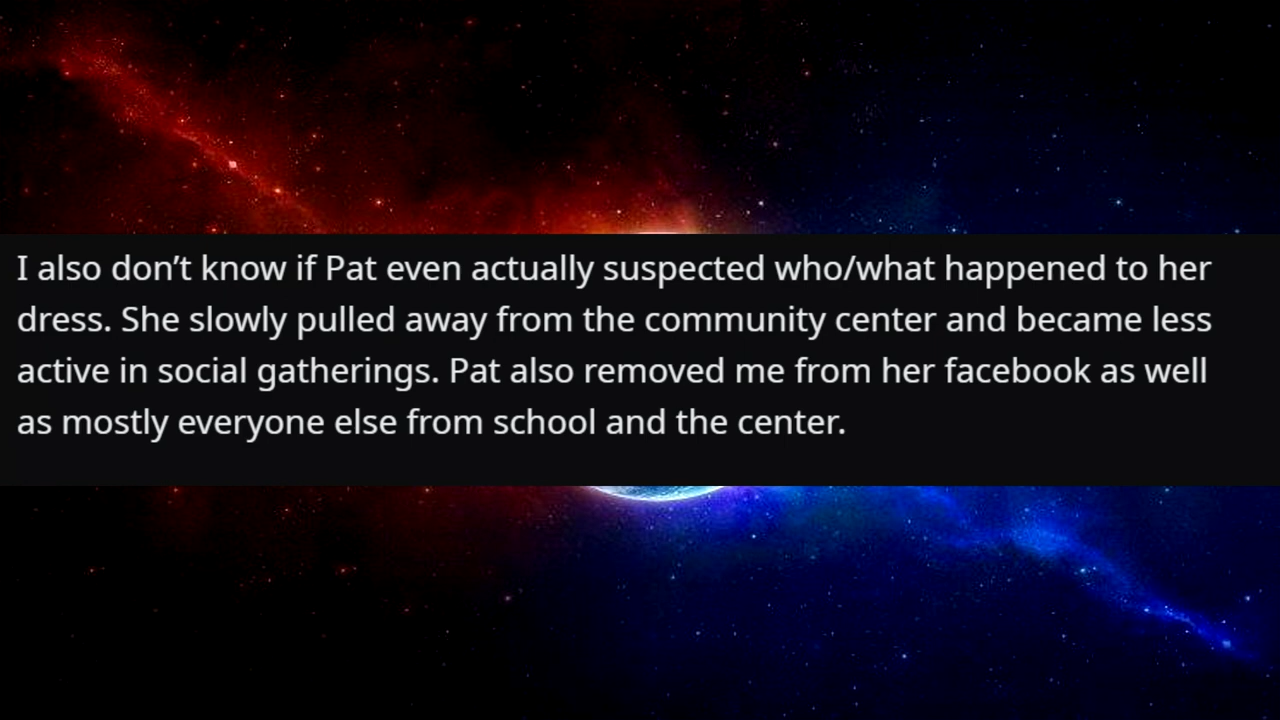 I also don’t know if Pat even actually suspected who/what happened to her
dress. She slowly pulled away from the community center and became less
active in social gatherings. Pat also removed me from her facebook as well
as mostly everyone else from school and the center.